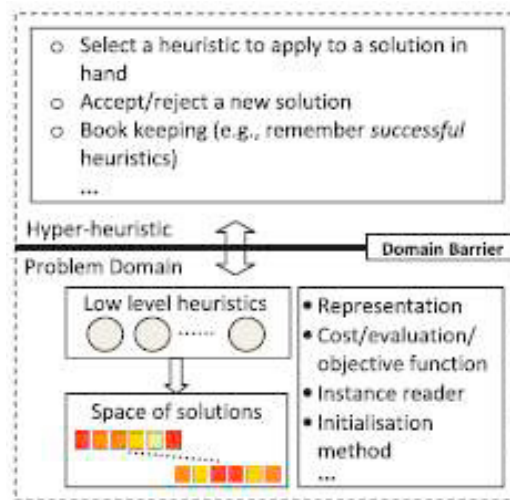 ○ Select a heuristic to apply to a solution in
hand
○ Accept/reject a new solution
○ Book keeping (e.g., remember successful
heuristics)
...
Hyper-heuristic
Domain Barrier
Problem Domain
Low level heuristics
......
Space of solutions
• Representation
• Cost/evaluation/
objective function
• Instance reader
• Initialisation
method
...